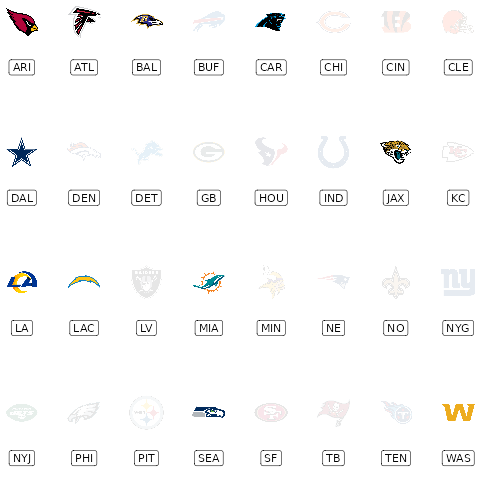 ARI ATL BAL BUF CAR CHI CIN CLE
DAL DEN DET GB HOU IND JAX KC
LA LAC LV MIA MIN NE NO NYG
NYJ PHI PIT SEA SF TB TEN WAS